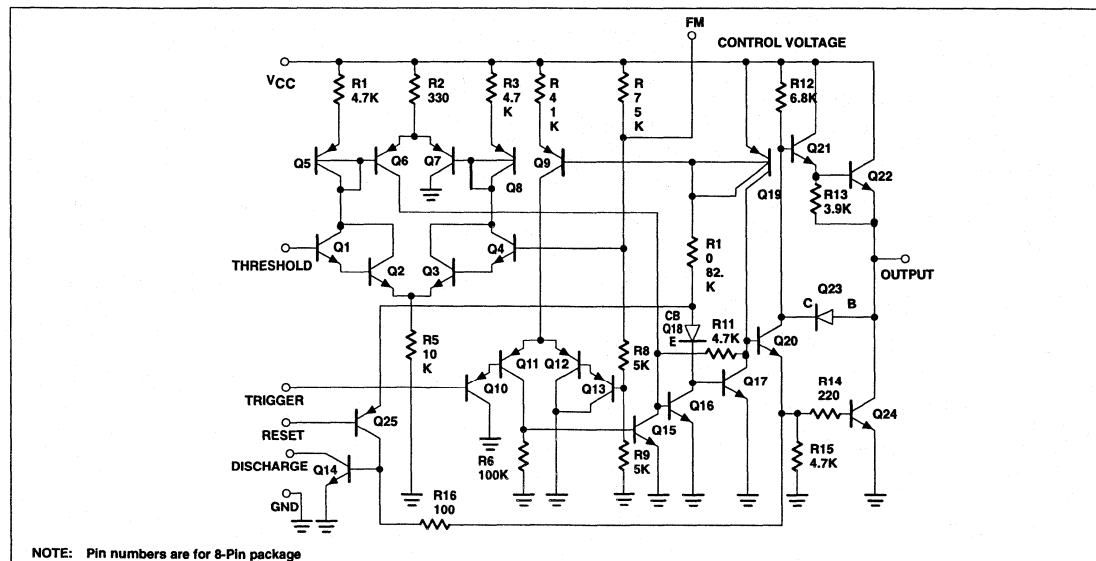 FM
CONTROL VOLTAGE
VCC
R1
4.7K
R2
330
R3
4.7
K
R
4
1
K
R
7
5
K
R12
6.8K
Q5
Q6
Q7
Q8
Q9
Q19
Q21
Q22
R13
3.9K
Q1
Q2
Q3
Q4
THRESHOLD
R1
0
82.
K
OUTPUT
Q23
C
B
CB
Q18
E
R11
4.7K
Q20
R5
10
K
R8
5K
Q11
Q12
Q10
Q13
Q17
TRIGGER
R14
220
Q25
Q15
Q16
Q24
RESET
R15
4.7K
DISCHARGE
Q14
R6
100K
R9
5K
GND
R16
100
NOTE: Pin numbers are for 8-Pin package